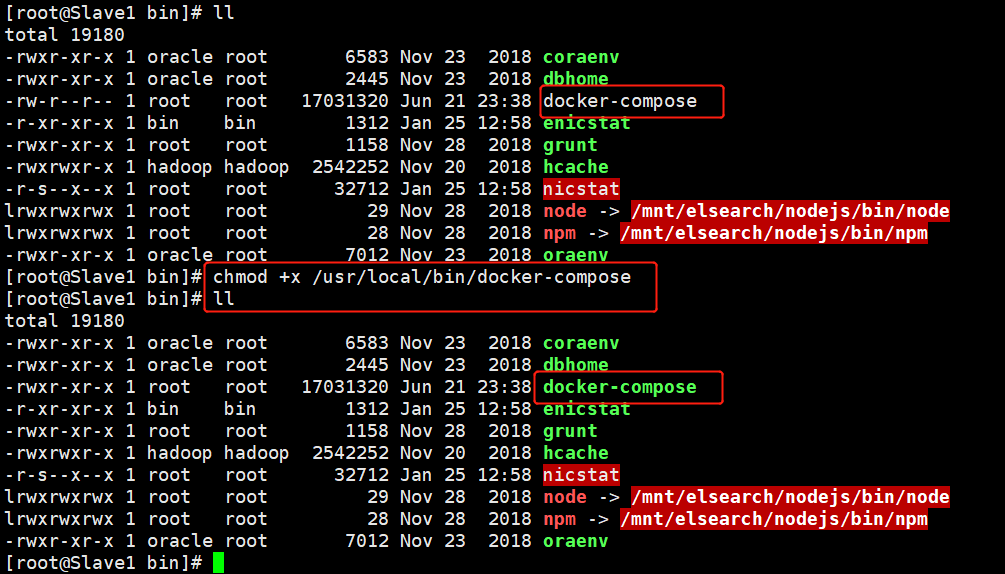 [root@Slave1 bin]# ll
total 19180
-rwxr-xr-x 1 oracle root       6583 Nov 23  2018 coraenv
-rwxr-xr-x 1 oracle root       2445 Nov 23  2018 dbhome
-rw-r--r-- 1 root   root   17031320 Jun 21 23:38 docker-compose
-r-xr-xr-x 1 bin    bin        1312 Jan 25 12:58 enicstat
-rwxr-xr-x 1 root   root       1158 Nov 28  2018 grunt
-rwxrwxr-x 1 hadoop hadoop  2542252 Nov 20  2018 hcache
-r-s--x--x 1 root   root      32712 Jan 25 12:58 nicstat
lrwxrwxrwx 1 root   root         29 Nov 28  2018 node -> /mnt/elsearch/nodejs/bin/node
lrwxrwxrwx 1 root   root         28 Nov 28  2018 npm -> /mnt/elsearch/nodejs/bin/npm
-rwxr-xr-x 1 oracle root       7012 Nov 23  2018 oraenv
[root@Slave1 bin]# chmod +x /usr/local/bin/docker-compose
[root@Slave1 bin]# ll
total 19180
-rwxr-xr-x 1 oracle root       6583 Nov 23  2018 coraenv
-rwxr-xr-x 1 oracle root       2445 Nov 23  2018 dbhome
-rwxr-xr-x 1 root   root   17031320 Jun 21 23:38 docker-compose
-r-xr-xr-x 1 bin    bin        1312 Jan 25 12:58 enicstat
-rwxr-xr-x 1 root   root       1158 Nov 28  2018 grunt
-rwxrwxr-x 1 hadoop hadoop  2542252 Nov 20  2018 hcache
-r-s--x--x 1 root   root      32712 Jan 25 12:58 nicstat
lrwxrwxrwx 1 root   root         29 Nov 28  2018 node -> /mnt/elsearch/nodejs/bin/node
lrwxrwxrwx 1 root   root         28 Nov 28  2018 npm -> /mnt/elsearch/nodejs/bin/npm
-rwxr-xr-x 1 oracle root       7012 Nov 23  2018 oraenv
[root@Slave1 bin]#